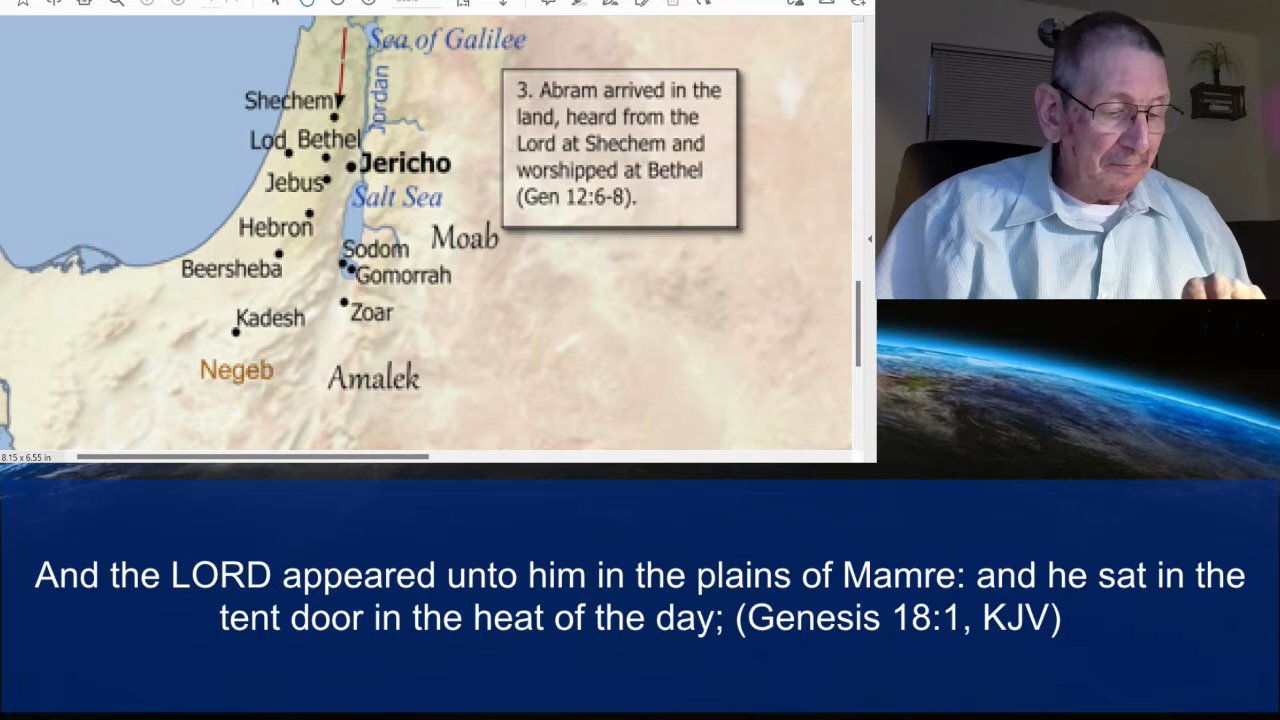 Sea of Galilee
Jordan
Shechem
Lod Bethel
Jericho
Jebus
Salt Sea
Hebron
Moab
Sodom
Beersheba
Gomorrah
Zoar
Kadesh
Negeb
Amalek
3. Abram arrived in the
land, heard from the
Lord at Shechem and
worshipped at Bethel
(Gen 12:6-8).
8.15 x 6.55 in
And the LORD appeared unto him in the plains of Mamre: and he sat in the
tent door in the heat of the day; (Genesis 18:1, KJV)